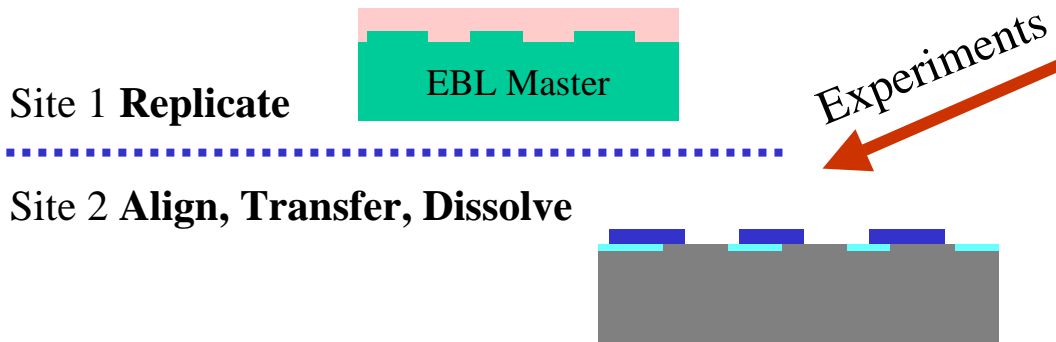 EBL Master
Experiments
Site 1 Replicate
Site 2 Align, Transfer, Dissolve